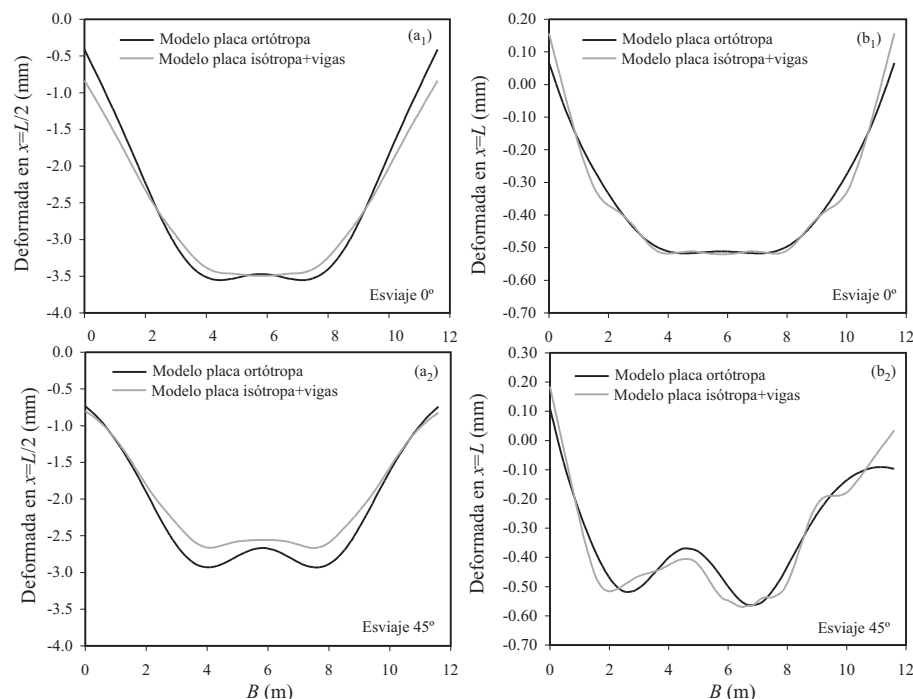 (a1)
Modelo placa ortótropa
Modelo placa isótropa+vigas
Deformada en x=L/2 (mm)
0.0
-0.5
-1.0
-1.5
-2.0
-2.5
-3.0
-3.5
-4.0
Esviaje 0º
0 2 4 6 8 10 12
(b1)
Modelo placa ortótropa
Modelo placa isótropa+vigas
Deformada en x=L (mm)
0.20
0.10
0.00
-0.10
-0.20
-0.30
-0.40
-0.50
-0.60
-0.70
Esviaje 0º
0 2 4 6 8 10 12
(a2)
Modelo placa ortótropa
Modelo placa isótropa+vigas
Deformada en x=L/2 (mm)
0.0
-0.5
-1.0
-1.5
-2.0
-2.5
-3.0
-3.5
-4.0
Esviaje 45º
0 2 4 6 8 10 12
B (m)
(b2)
Modelo placa ortótropa
Modelo placa isótropa+vigas
Deformada en x=L (mm)
0.30
0.20
0.10
0.00
-0.10
-0.20
-0.30
-0.40
-0.50
-0.60
-0.70
Esviaje 45º
0 2 4 6 8 10 12
B (m)